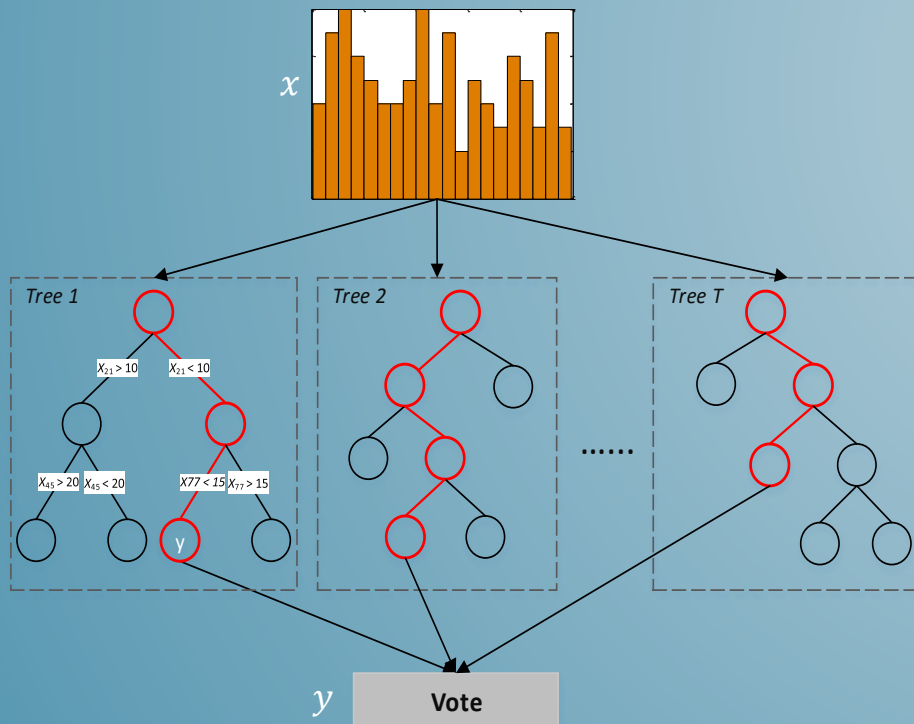 x
Tree 1
Tree 2
Tree T
X₂₁ > 10
X₂₁ < 10
......
X₄₅ > 20
X₄₅ < 20
X77 < 15
X₇₇ > 15
y
y
Vote